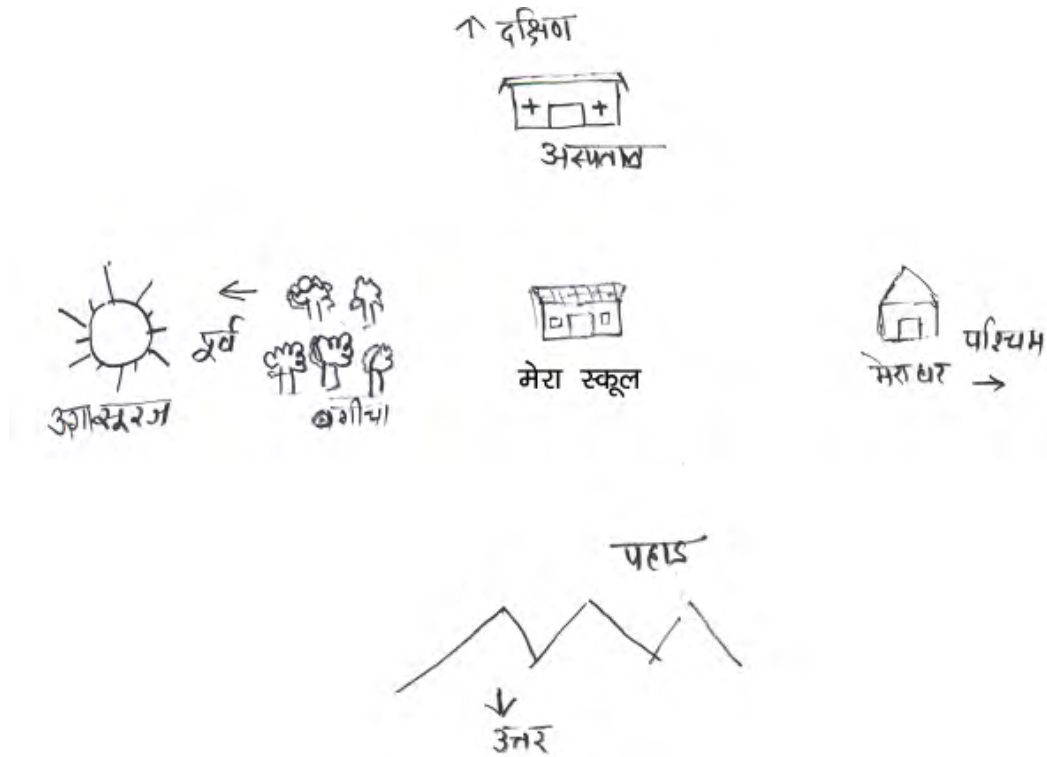 ↑ दक्षिण
अस्पताल
पूर्व ←
उगा सूरज
बगीचा
मेरा स्कूल
मेरा घर
पश्चिम →
पहाड
↓
उत्तर